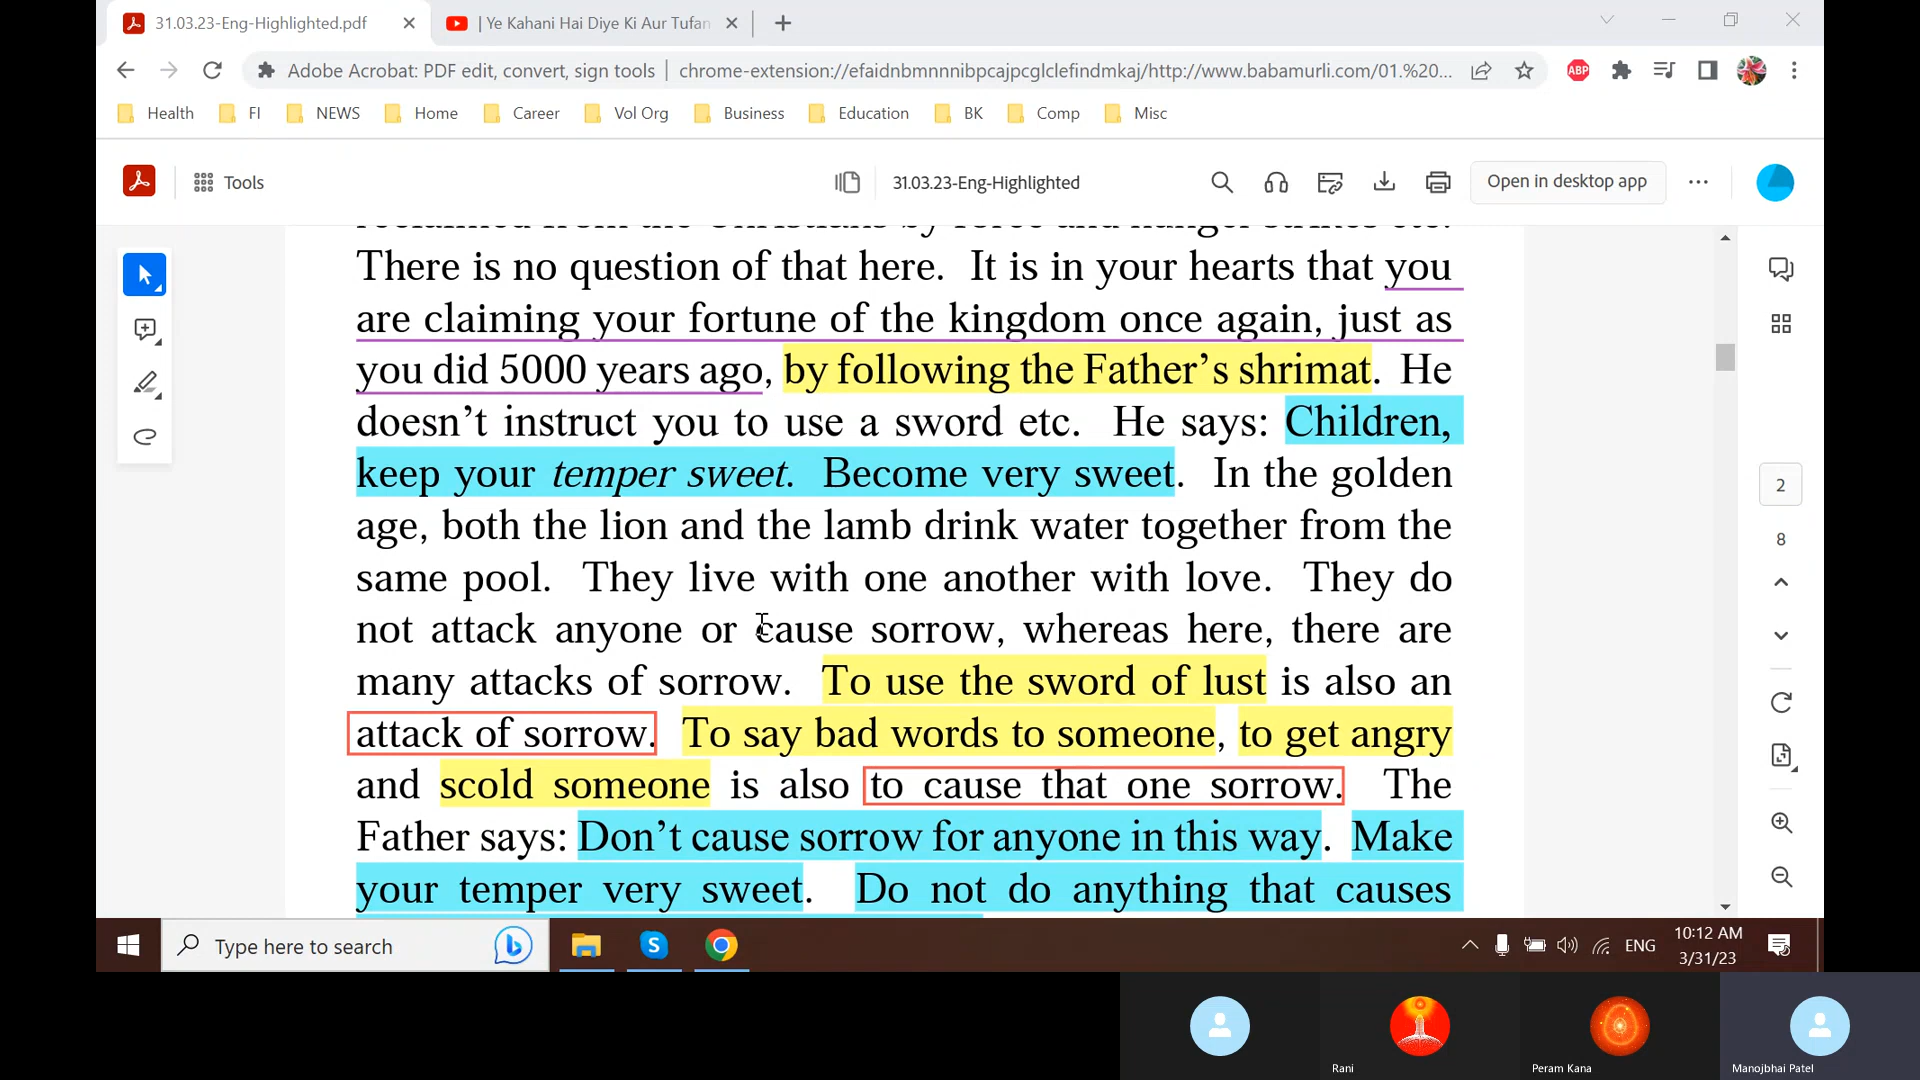 31.03.23-Eng-Highlighted.pdf
| Ye Kahani Hai Diye Ki Aur Tufan
Adobe Acrobat: PDF edit, convert, sign tools | chrome-extension://efaidnbmnnnibpcajpcglclefindmkaj/http://www.babamurli.com/01.%20...
ABP
Health FI NEWS Home Career Vol Org Business Education BK Comp Misc
Tools 31.03.23-Eng-Highlighted Open in desktop app
reclaimed from the Christians by force and hunger strikes etc.
There is no question of that here. It is in your hearts that you
are claiming your fortune of the kingdom once again, just as
you did 5000 years ago, by following the Father’s shrimat. He
doesn’t instruct you to use a sword etc. He says: Children,
keep your temper sweet. Become very sweet. In the golden
age, both the lion and the lamb drink water together from the
same pool. They live with one another with love. They do
not attack anyone or cause sorrow, whereas here, there are
many attacks of sorrow. To use the sword of lust is also an
attack of sorrow. To say bad words to someone, to get angry
and scold someone is also to cause that one sorrow. The
Father says: Don’t cause sorrow for anyone in this way. Make
your temper very sweet. Do not do anything that causes
2
8
Type here to search
ENG
10:12 AM
3/31/23
Rani
Peram Kana
Manojbhai Patel